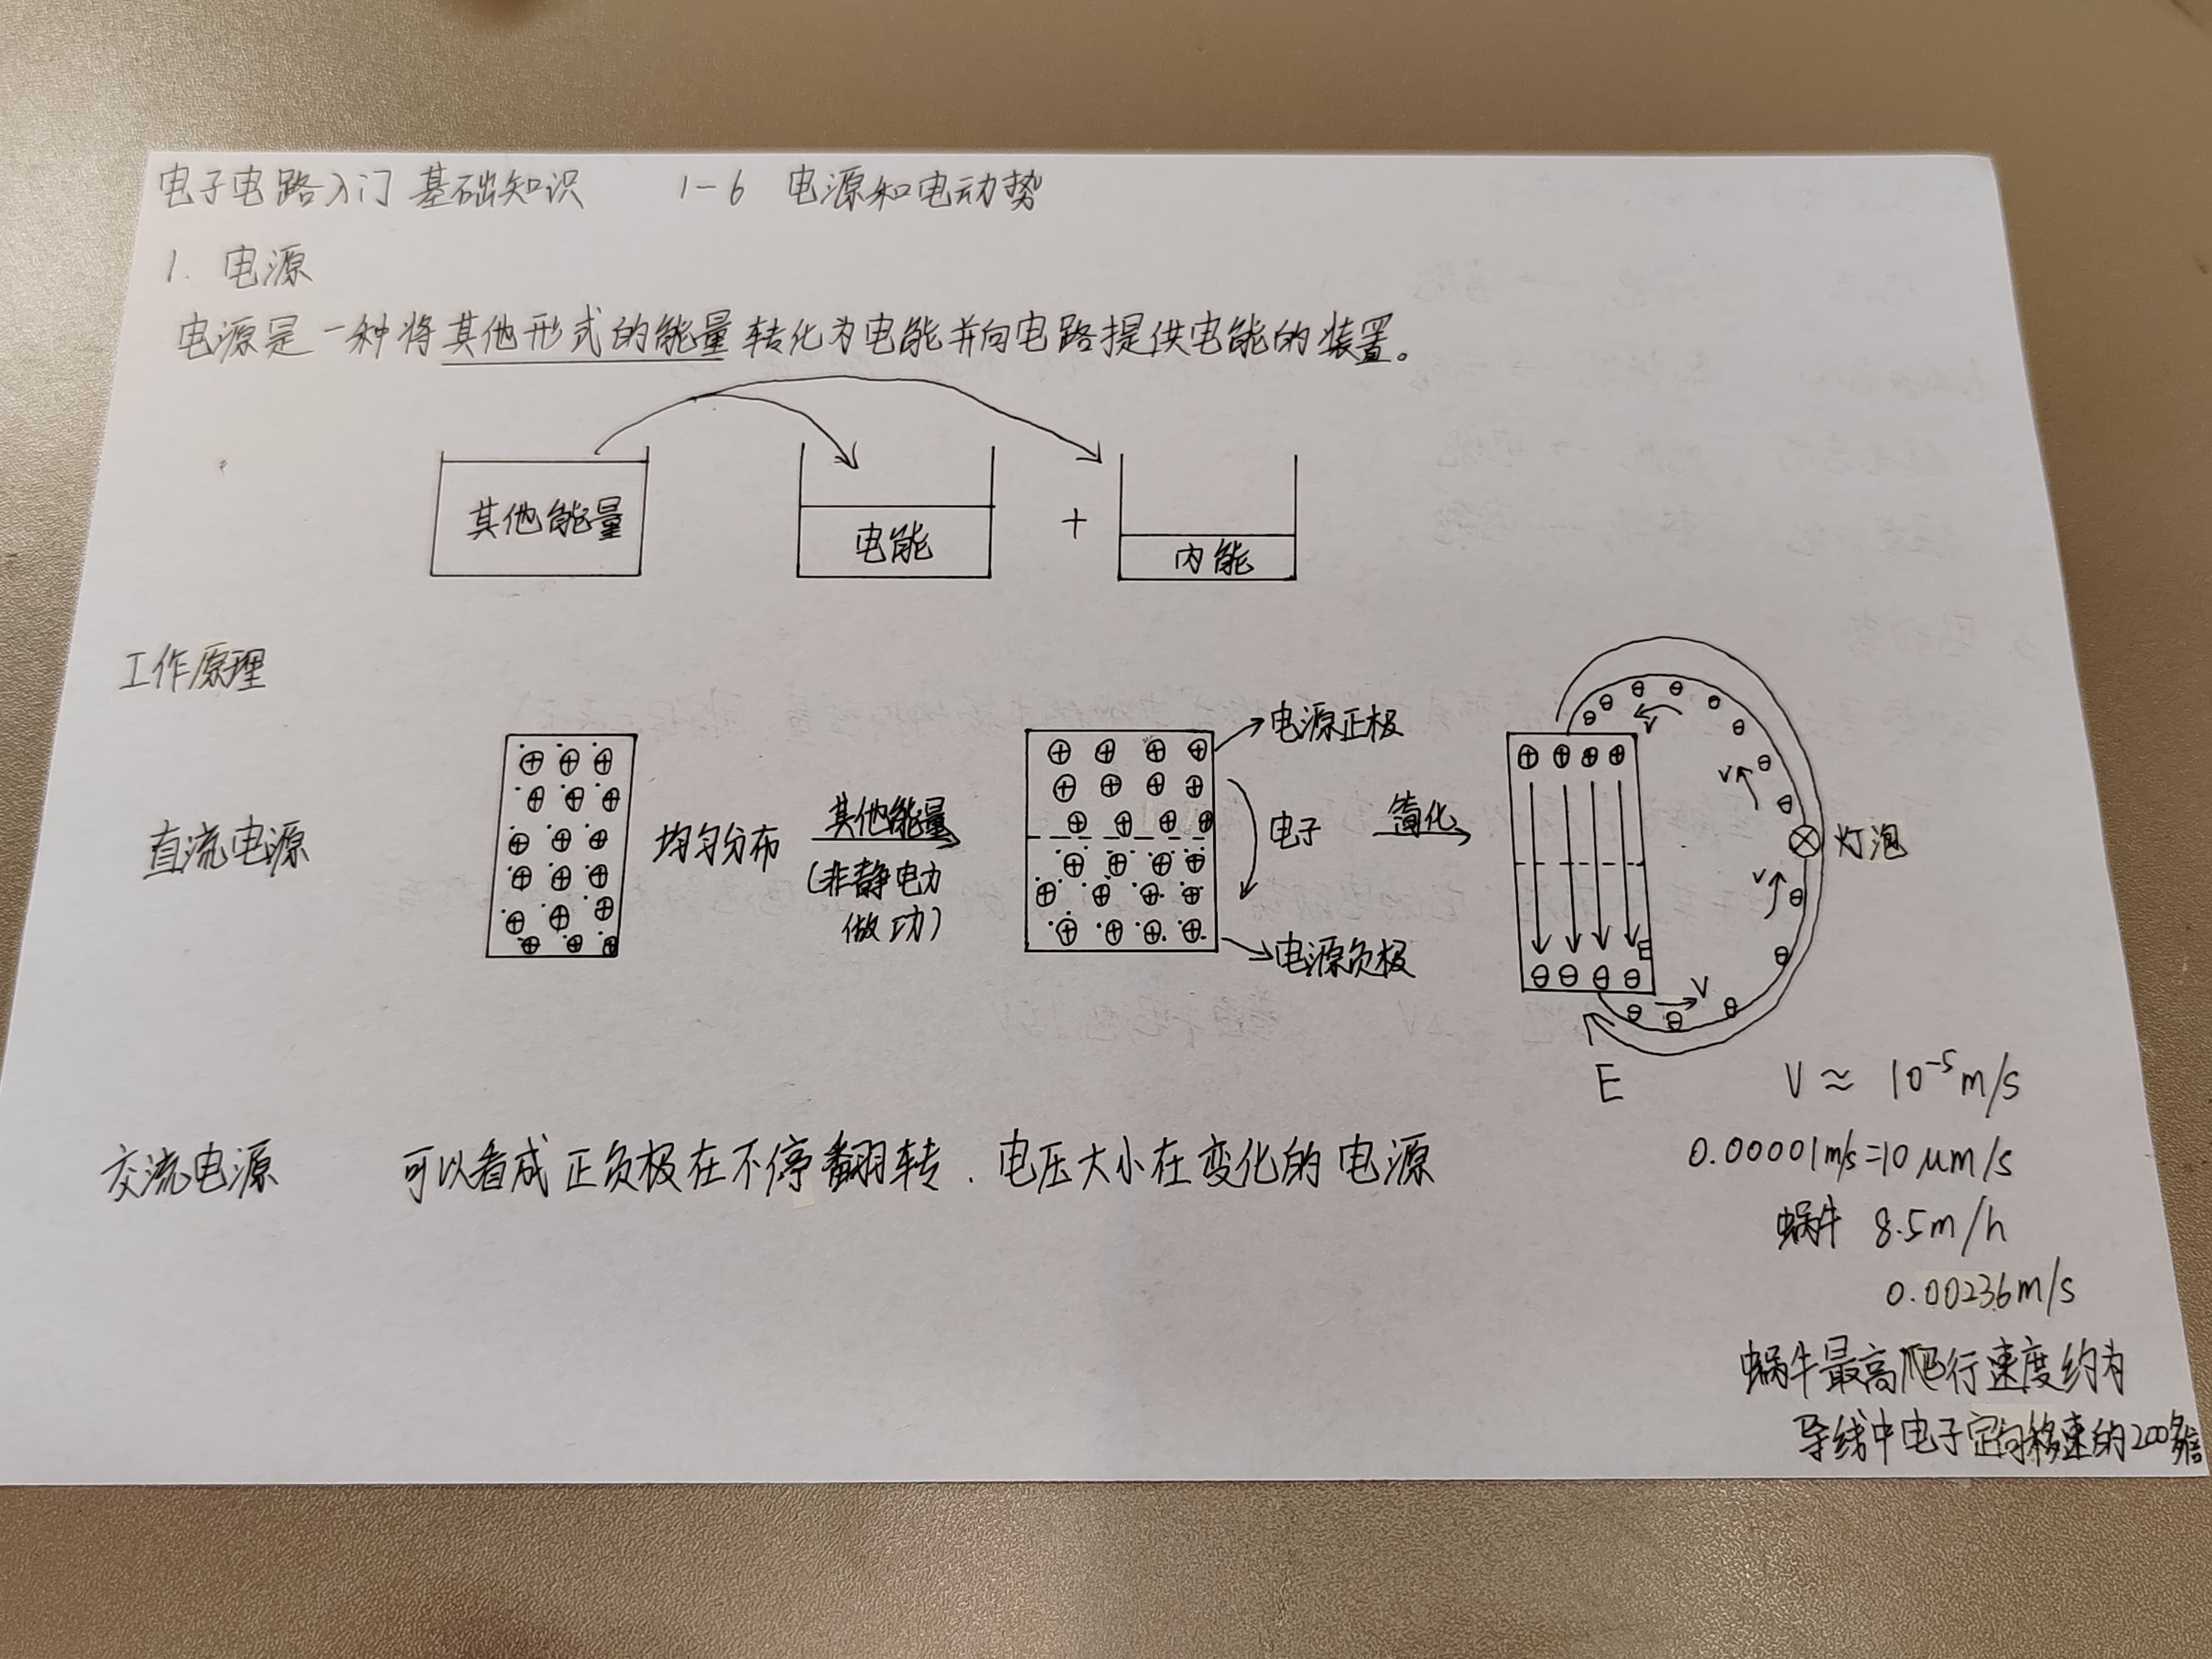 电子电路入门 基础知识 1-6 电源和电动势
1. 电源
电源是一种将其他形式的能量转化为电能并向电路提供电能的装置。
其他能量
电能
+
内能
工作原理
直流电源
均匀分布
其他能量
(非静电力
做功)
电源正极
电子
电源负极
简化
V
V
灯泡
V
E
V
E
V≈10⁻⁵m/s
0.00001m/s=10μm/s
蜗牛 8.5m/h
0.00236m/s
蜗牛最高爬行速度约为
导线中电子定向移速的200多倍
交流电源 可以看成正负极在不停翻转.电压大小在变化的电源